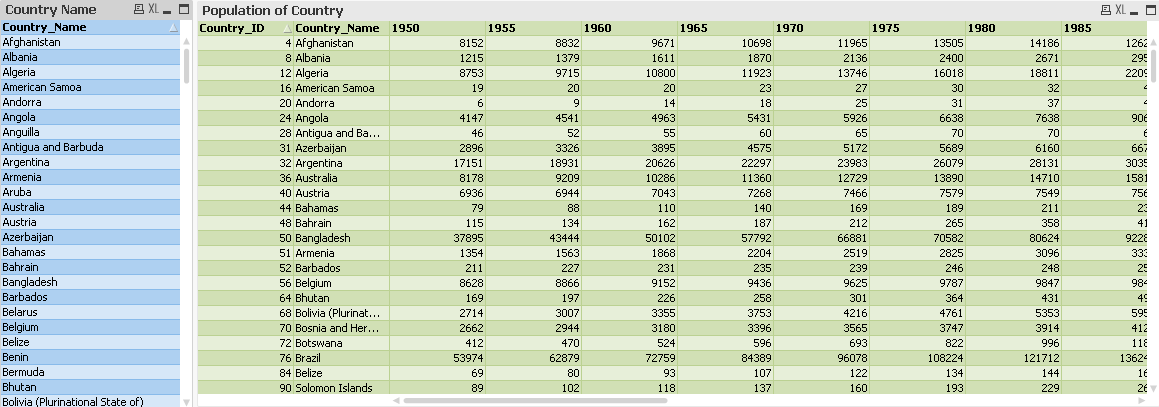 Country Name XL
Country_Name
Afghanistan
Albania
Algeria
American Samoa
Andorra
Angola
Anguilla
Antigua and Barbuda
Argentina
Armenia
Aruba
Australia
Austria
Azerbaijan
Bahamas
Bahrain
Bangladesh
Barbados
Belarus
Belgium
Belize
Benin
Bermuda
Bhutan
Bolivia (Plurinational State of)
Population of Country XL
Country_ID Country_Name 1950 1955 1960 1965 1970 1975 1980 1985
4 Afghanistan 8152 8832 9671 10698 11965 13505 14186 1262
8 Albania 1215 1379 1611 1870 2136 2400 2671 295
12 Algeria 8753 9715 10800 11923 13746 16018 18811 2209
16 American Samoa 19 20 20 23 27 30 32
20 Andorra 6 9 14 18 25 31 37
24 Angola 4147 4541 4963 5431 5926 6638 7638 906
28 Antigua and Ba... 46 52 55 60 65 70 70 6
31 Azerbaijan 2896 3326 3895 4575 5172 5689 6160 667
32 Argentina 17151 18931 20626 22297 23983 26079 28131 3035
36 Australia 8178 9209 10286 11360 12729 13890 14710 1581
40 Austria 6936 6944 7043 7268 7466 7579 7549 756
44 Bahamas 79 88 110 140 169 189 211 23
48 Bahrain 115 134 162 187 212 265 358 41
50 Bangladesh 37895 43444 50102 57792 66881 70582 80624 9228
51 Armenia 1354 1563 1868 2204 2519 2825 3096 333
52 Barbados 211 227 231 235 239 246 248 25
56 Belgium 8628 8866 9152 9436 9625 9787 9847 984
64 Bhutan 169 197 226 258 301 364 431 49
68 Bolivia (Plurinat... 2714 3007 3355 3753 4216 4761 5353 595
70 Bosnia and Her... 2662 2944 3180 3396 3565 3747 3914 412
72 Botswana 412 470 524 596 693 822 996 118
76 Brazil 53974 62879 72759 84389 96078 108224 121712 13624
84 Belize 69 80 93 107 122 134 144 16
90 Solomon Islands 89 102 118 137 160 193 229 26